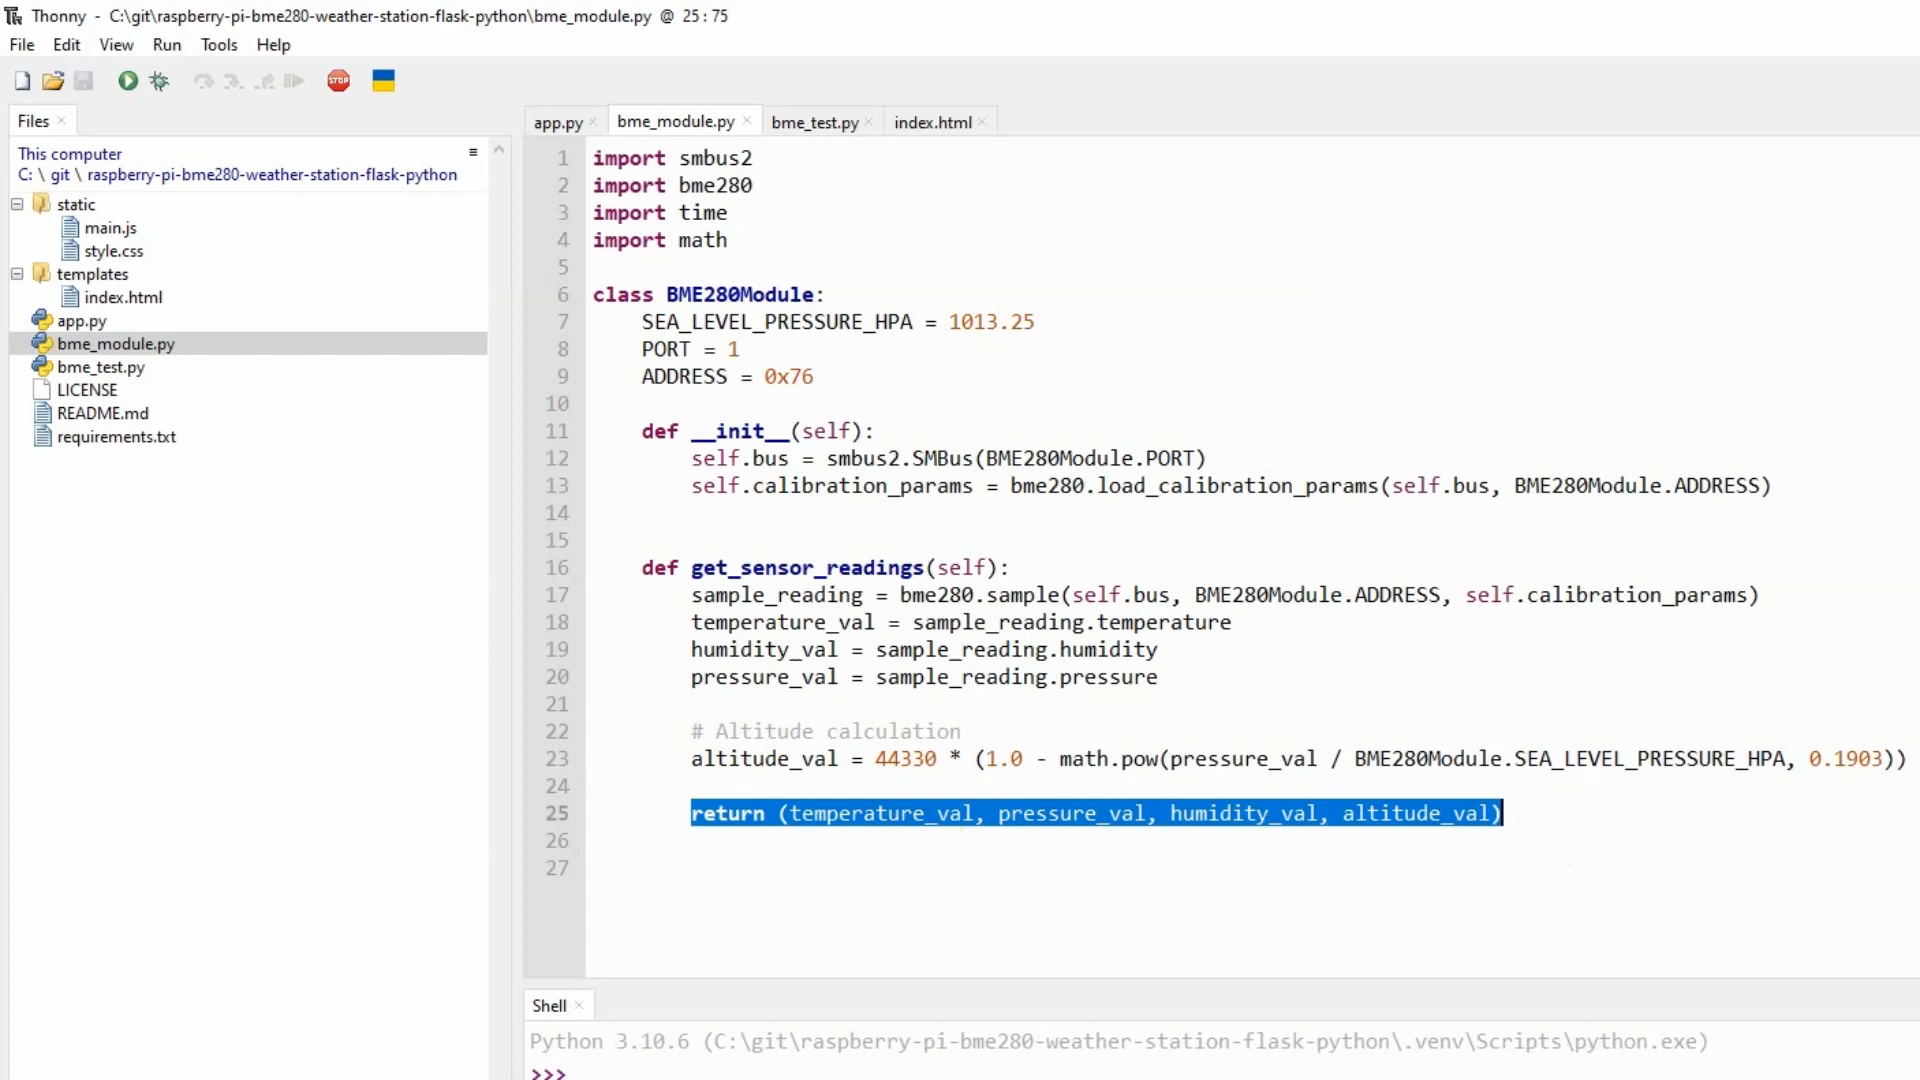 Thonny - C:\git\raspberry-pi-bme280-weather-station-flask-python\bme_module.py @ 25:75
File Edit View Run Tools Help
STOP
Files
app.py
bme_module.py
bme_test.py
index.html
This computer
C: \ git \ raspberry-pi-bme280-weather-station-flask-python
static
main.js
style.css
templates
index.html
app.py
bme_module.py
bme_test.py
LICENSE
README.md
requirements.txt
1 import smbus2
2 import bme280
3 import time
4 import math
5
6 class BME280Module:
7 SEA_LEVEL_PRESSURE_HPA = 1013.25
8 PORT = 1
9 ADDRESS = 0x76
10
11 def __init__(self):
12 self.bus = smbus2.SMBus(BME280Module.PORT)
13 self.calibration_params = bme280.load_calibration_params(self.bus, BME280Module.ADDRESS)
14
15
16 def get_sensor_readings(self):
17 sample_reading = bme280.sample(self.bus, BME280Module.ADDRESS, self.calibration_params)
18 temperature_val = sample_reading.temperature
19 humidity_val = sample_reading.humidity
20 pressure_val = sample_reading.pressure
21
22 # Altitude calculation
23 altitude_val = 44330 * (1.0 - math.pow(pressure_val / BME280Module.SEA_LEVEL_PRESSURE_HPA, 0.1903))
24
25 return (temperature_val, pressure_val, humidity_val, altitude_val)
26
27
Shell
Python 3.10.6 (C:\git\raspberry-pi-bme280-weather-station-flask-python\.venv\Scripts\python.exe)
>>>